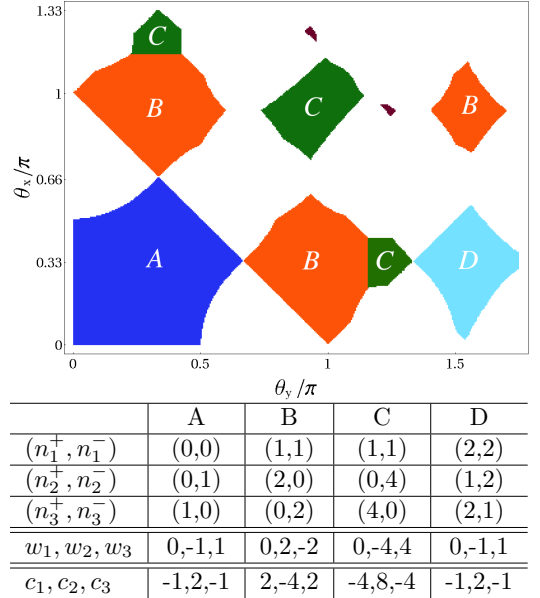 1.33
C
1
B
C
B
θx/π
0.66
A
B
C
D
0.33
0
0
0.5
1
1.5
θy/π
A B C D
(n₁⁺, n₁⁻) (0,0) (1,1) (1,1) (2,2)
(n₂⁺, n₂⁻) (0,1) (2,0) (0,4) (1,2)
(n₃⁺, n₃⁻) (1,0) (0,2) (4,0) (2,1)
w₁, w₂, w₃ 0,-1,1 0,2,-2 0,-4,4 0,-1,1
c₁, c₂, c₃ -1,2,-1 2,-4,2 -4,8,-4 -1,2,-1